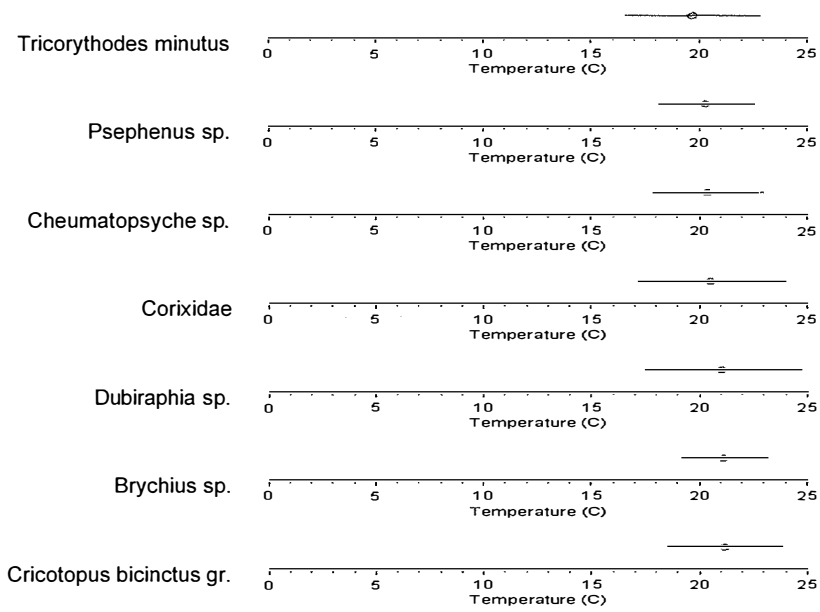 Tricorythodes minutus
0 5 10 15 20 25
Temperature (C)
Psephenus sp.
0 5 10 15 20 25
Temperature (C)
Cheumatopsyche sp.
0 5 10 15 20 25
Temperature (C)
Corixidae
0 5 10 15 20 25
Temperature (C)
Dubiraphia sp.
0 5 10 15 20 25
Temperature (C)
Brychius sp.
0 5 10 15 20 25
Temperature (C)
Cricotopus bicinctus gr.
0 5 10 15 20 25
Temperature (C)